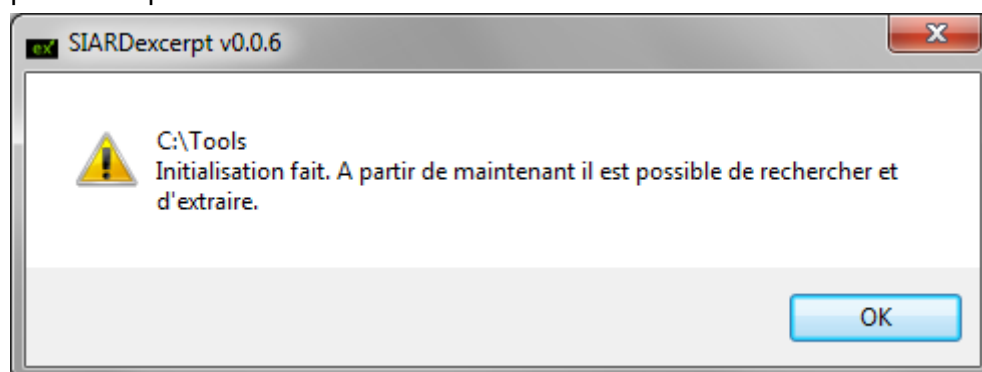 SIARDexcerpt v0.0.6
C:\Tools
Initialisation fait. A partir de maintenant il est possible de rechercher et
d'extraire.
OK